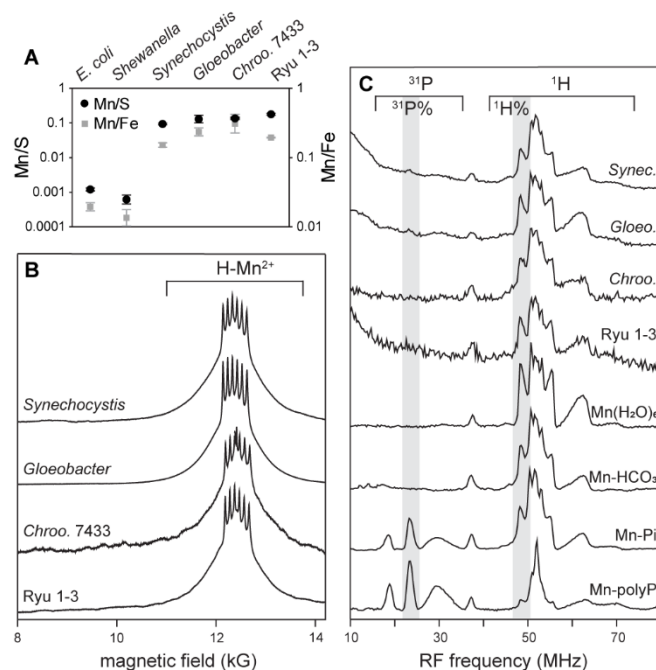 A
E. coli
Shewanella
Synechocystis
Gloeobacter
Chroo. 7433
Ryu 1-3
1
0.1
0.01
0.001
0.0001
Mn/S
Mn/S
Mn/Fe
1
0.1
0.01
Mn/Fe
B
H-Mn²⁺
Synechocystis
Gloeobacter
Chroo. 7433
Ryu 1-3
8 10 12 14
magnetic field (kG)
C
³¹P ¹H
³¹P% ¹H%
Synec.
Gloeo.
Chroo.
Ryu 1-3
Mn(H₂O)₆
Mn-HCO₃
Mn-Pi
Mn-polyP
10 30 50 70 90
RF frequency (MHz)